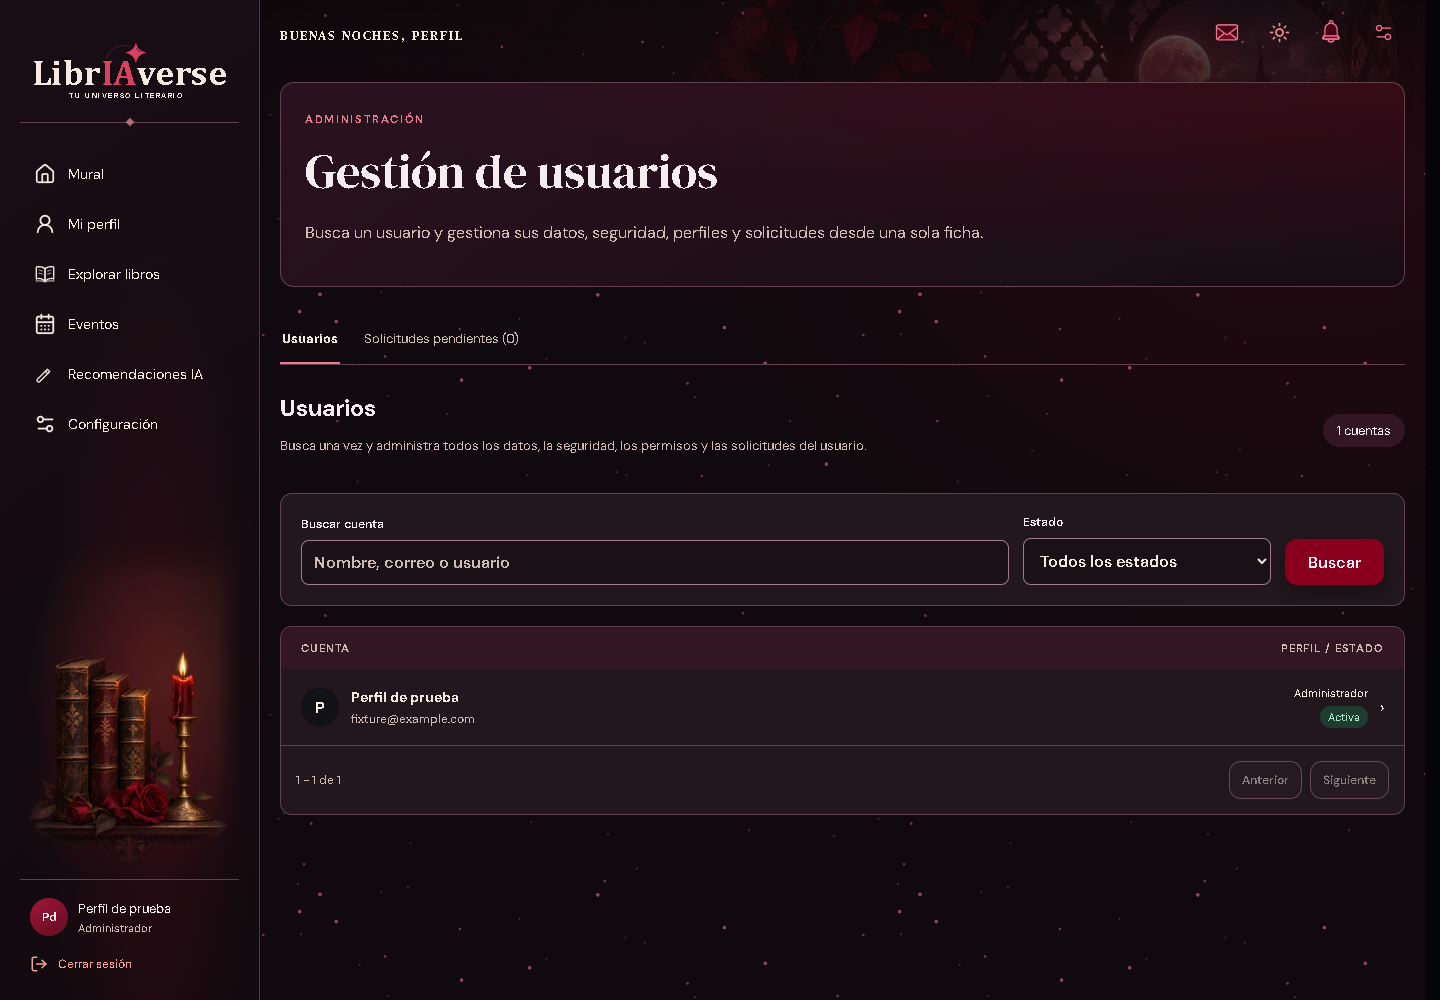 LibrIAverse
TU UNIVERSO LITERARIO
Mural
Mi perfil
Explorar libros
Eventos
Recomendaciones IA
Configuración
Pd
Perfil de prueba
Administrador
Cerrar sesión
BUENAS NOCHES, PERFIL
ADMINISTRACIÓN
Gestión de usuarios
Busca un usuario y gestiona sus datos, seguridad, perfiles y solicitudes desde una sola ficha.
Usuarios
Solicitudes pendientes (0)
Usuarios
Busca una vez y administra todos los datos, la seguridad, los permisos y las solicitudes del usuario.
1 cuentas
Buscar cuenta
Nombre, correo o usuario
Estado
Todos los estados
Buscar
CUENTA
PERFIL / ESTADO
P
Perfil de prueba
fixture@example.com
Administrador
Activa
1–1 de 1
Anterior
Siguiente